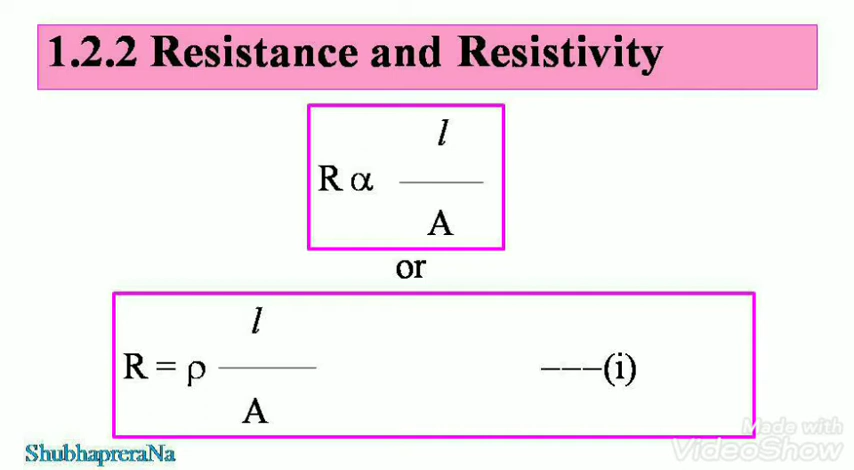 1.2.2 Resistance and Resistivity
l
R α
A
or
l
R = ρ
---(i)
A
Made with
VideoShow
ShubhapreraNa